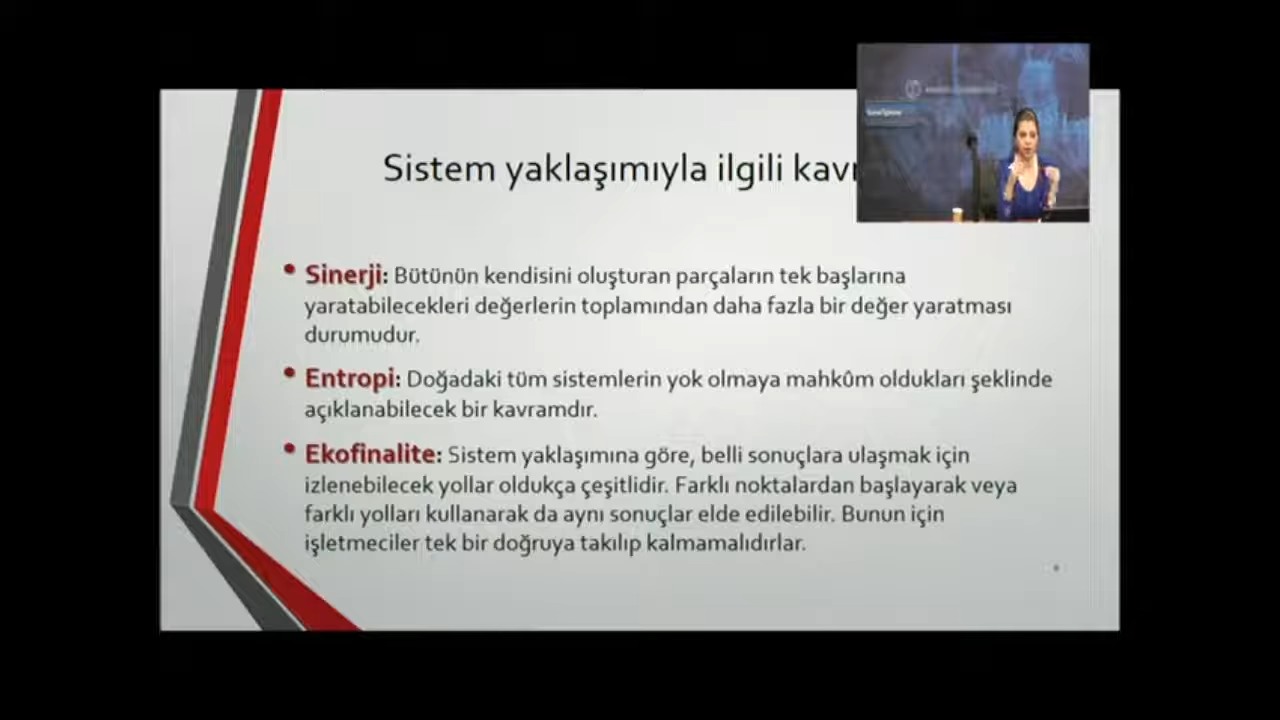 Sistem yaklaşımıyla ilgili
Sinerji: Bütünün kendisini oluşturan parçaların tek başlarına
yaratabilecekleri değerlerin toplamından daha fazla bir değer yaratması
durumudur.
Entropi: Doğadaki tüm sistemlerin yok olmaya mahkûm oldukları şeklinde
açıklanabilecek bir kavramdır.
Ekofinalite: Sistem yaklaşımına göre, belli sonuçlara ulaşmak için
izlenebilecek yollar oldukça çeşitlidir. Farklı noktalardan başlayarak veya
farklı yolları kullanarak da aynı sonuçlar elde edilebilir. Bunun için
işletmeciler tek bir doğruya takılıp kalmamalıdırlar.